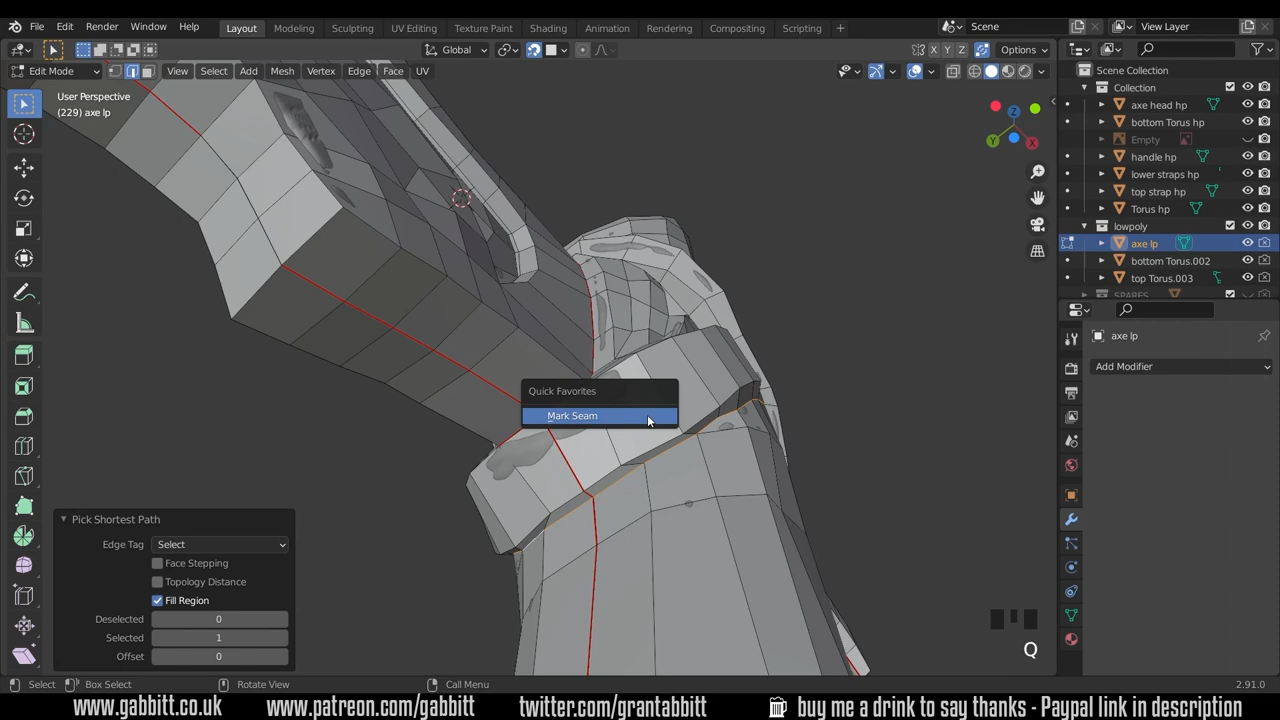 File Edit Render Window Help Layout Modeling Sculpting UV Editing Texture Paint Shading Animation Rendering Compositing Scripting + Scene View Layer
Global X Y Z Options
Edit Mode View Select Add Mesh Vertex Edge Face UV
User Perspective
(229) axe lp
Z
Y
X
Scene Collection
Collection
axe head hp
bottom Torus hp
Empty
handle hp
lower straps hp
top strap hp
Torus hp
lowpoly
axe lp
bottom Torus.002
top Torus.003
SPARES
axe lp
Add Modifier
Quick Favorites
Mark Seam
Pick Shortest Path
Edge Tag Select
Face Stepping
Topology Distance
Fill Region
Deselected 0
Selected 1
Offset 0
Q
Select Box Select Rotate View Call Menu 2.91.0
www.gabbitt.co.uk www.patreon.com/gabbitt twitter.com/grantabbitt buy me a drink to say thanks - Paypal link in description